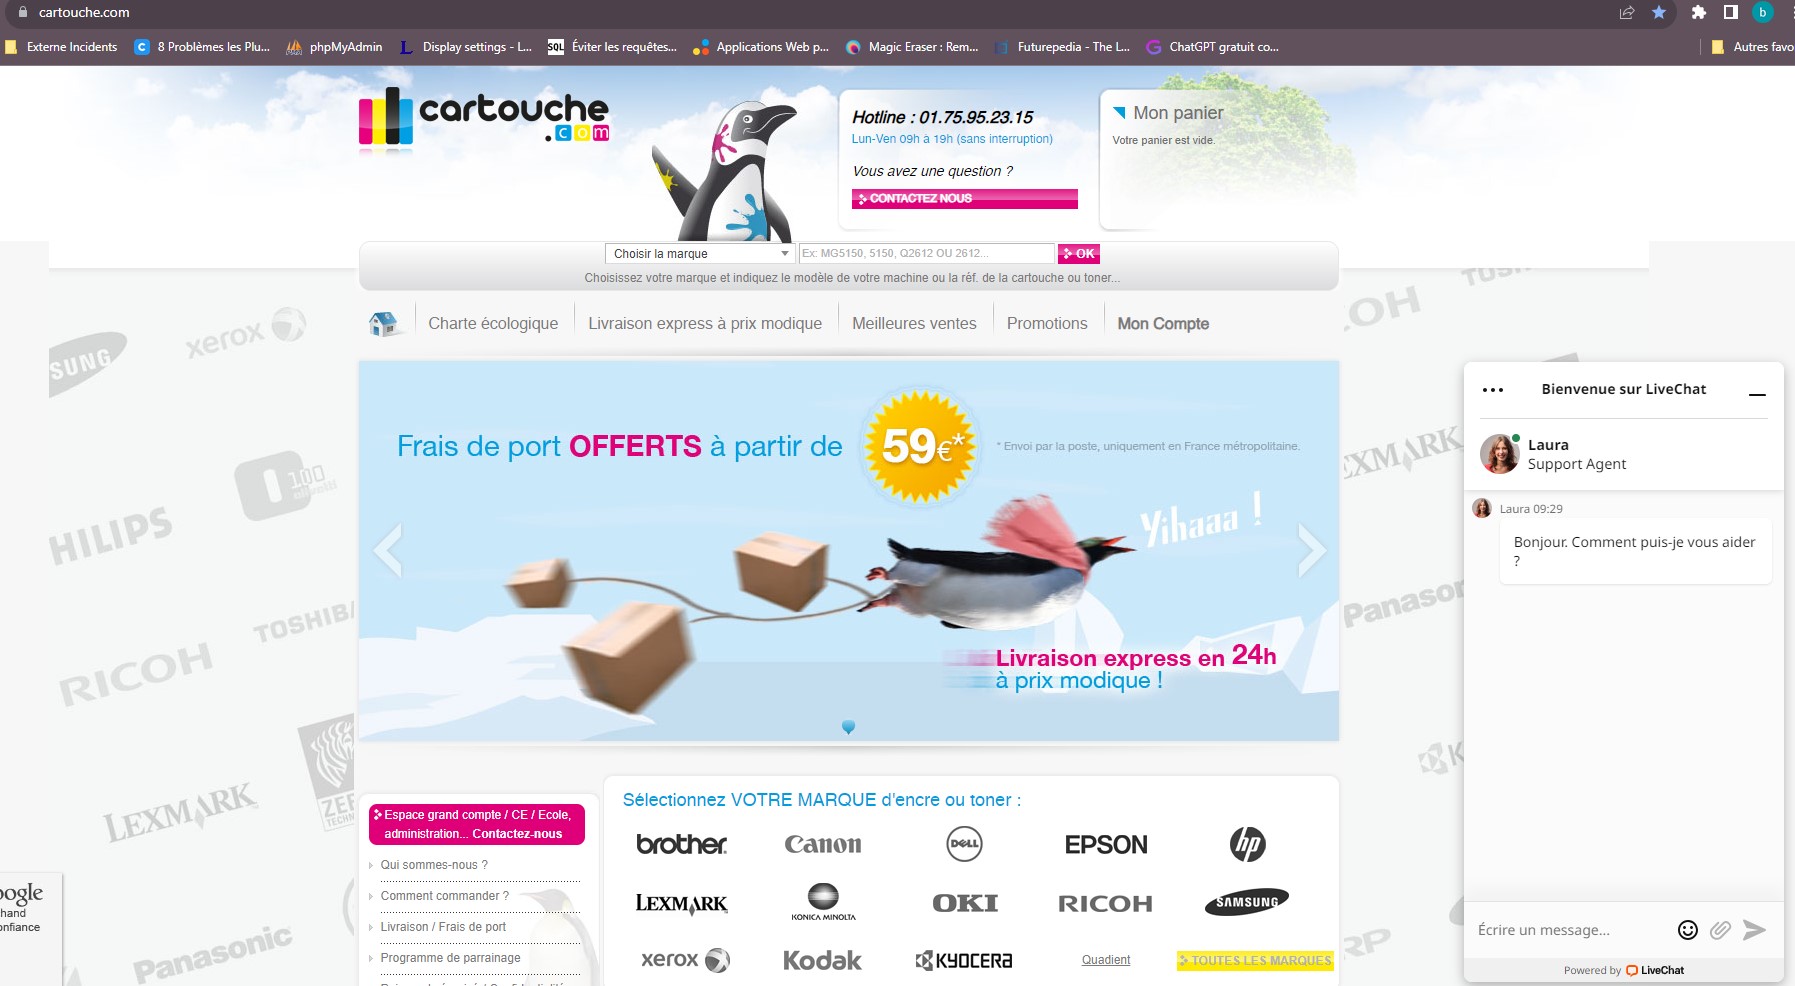 cartouche.com
Externe Incidents
8 Problèmes les Plu...
phpMyAdmin
L
Display settings - L...
SQL
Éviter les requêtes...
Applications Web p...
Magic Eraser : Rem...
Futurepedia - The L...
ChatGPT gratuit co...
Autres favo
b
cartouche
.com
Hotline : 01.75.95.23.15
Lun-Ven 09h à 19h (sans interruption)
Vous avez une question ?
CONTACTEZ NOUS
Mon panier
Votre panier est vide.
Choisir la marque
Ex: MG5150, 5150, Q2612 OU 2612...
OK
Choisissez votre marque et indiquez le modèle de votre machine ou la réf. de la cartouche ou toner...
Charte écologique
Livraison express à prix modique
Meilleures ventes
Promotions
Mon Compte
SUNG
xerox
HILIPS
100
olivetti
TOSHIBA
RICOH
LEXMARK
Panasonic
TOSH
COH
EXMARK
Panason
RP
Frais de port OFFERTS à partir de
59€*
* Envoi par la poste, uniquement en France métropolitaine.
Yihaaa !
Livraison express en 24h
à prix modique !
Espace grand compte / CE / Ecole,
administration... Contactez-nous
Qui sommes-nous ?
Comment commander ?
Livraison / Frais de port
Programme de parrainage
oogle
hand
onfiance
Sélectionnez VOTRE MARQUE d'encre ou toner :
brother
Canon
DELL
EPSON
hp
LEXMARK
KONICA MINOLTA
OKI
RICOH
SAMSUNG
xerox
Kodak
KYOCERA
Quadient
TOUTES LES MARQUES
Bienvenue sur LiveChat
Laura
Support Agent
Laura 09:29
Bonjour. Comment puis-je vous aider
?
Écrire un message...
Powered by LiveChat